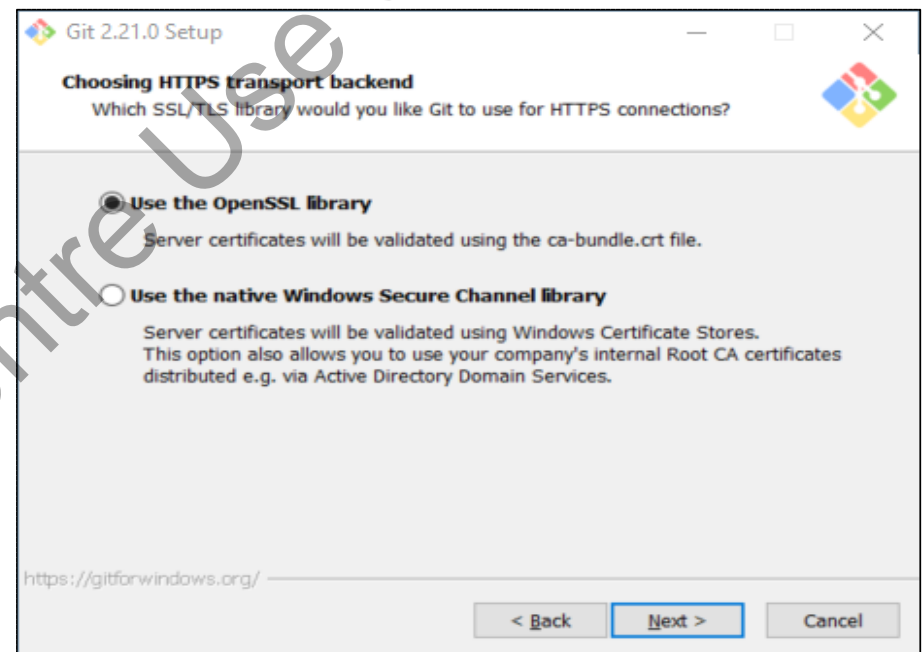 Git 2.21.0 Setup
Choosing HTTPS transport backend
Which SSL/TLS library would you like Git to use for HTTPS connections?
Use the OpenSSL library
Server certificates will be validated using the ca-bundle.crt file.
Use the native Windows Secure Channel library
Server certificates will be validated using Windows Certificate Stores.
This option also allows you to use your company's internal Root CA certificates
distributed e.g. via Active Directory Domain Services.
https://gitforwindows.org/
< Back Next > Cancel
Use